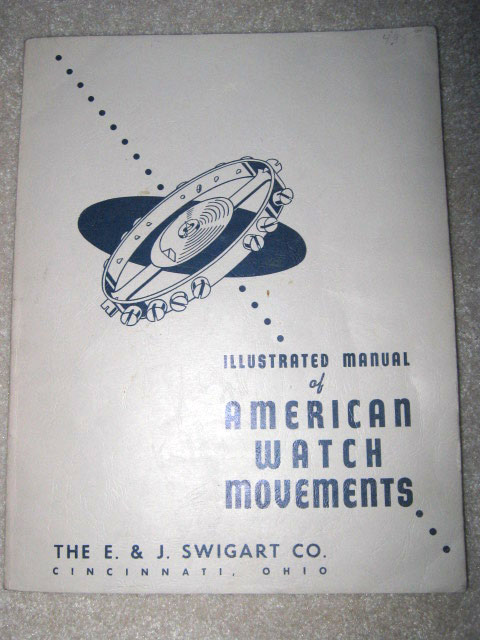 ILLUSTRATED MANUAL
of
AMERICAN
WATCH
MOVEMENTS
THE E. & J. SWIGART CO.
CINCINNATI, OHIO